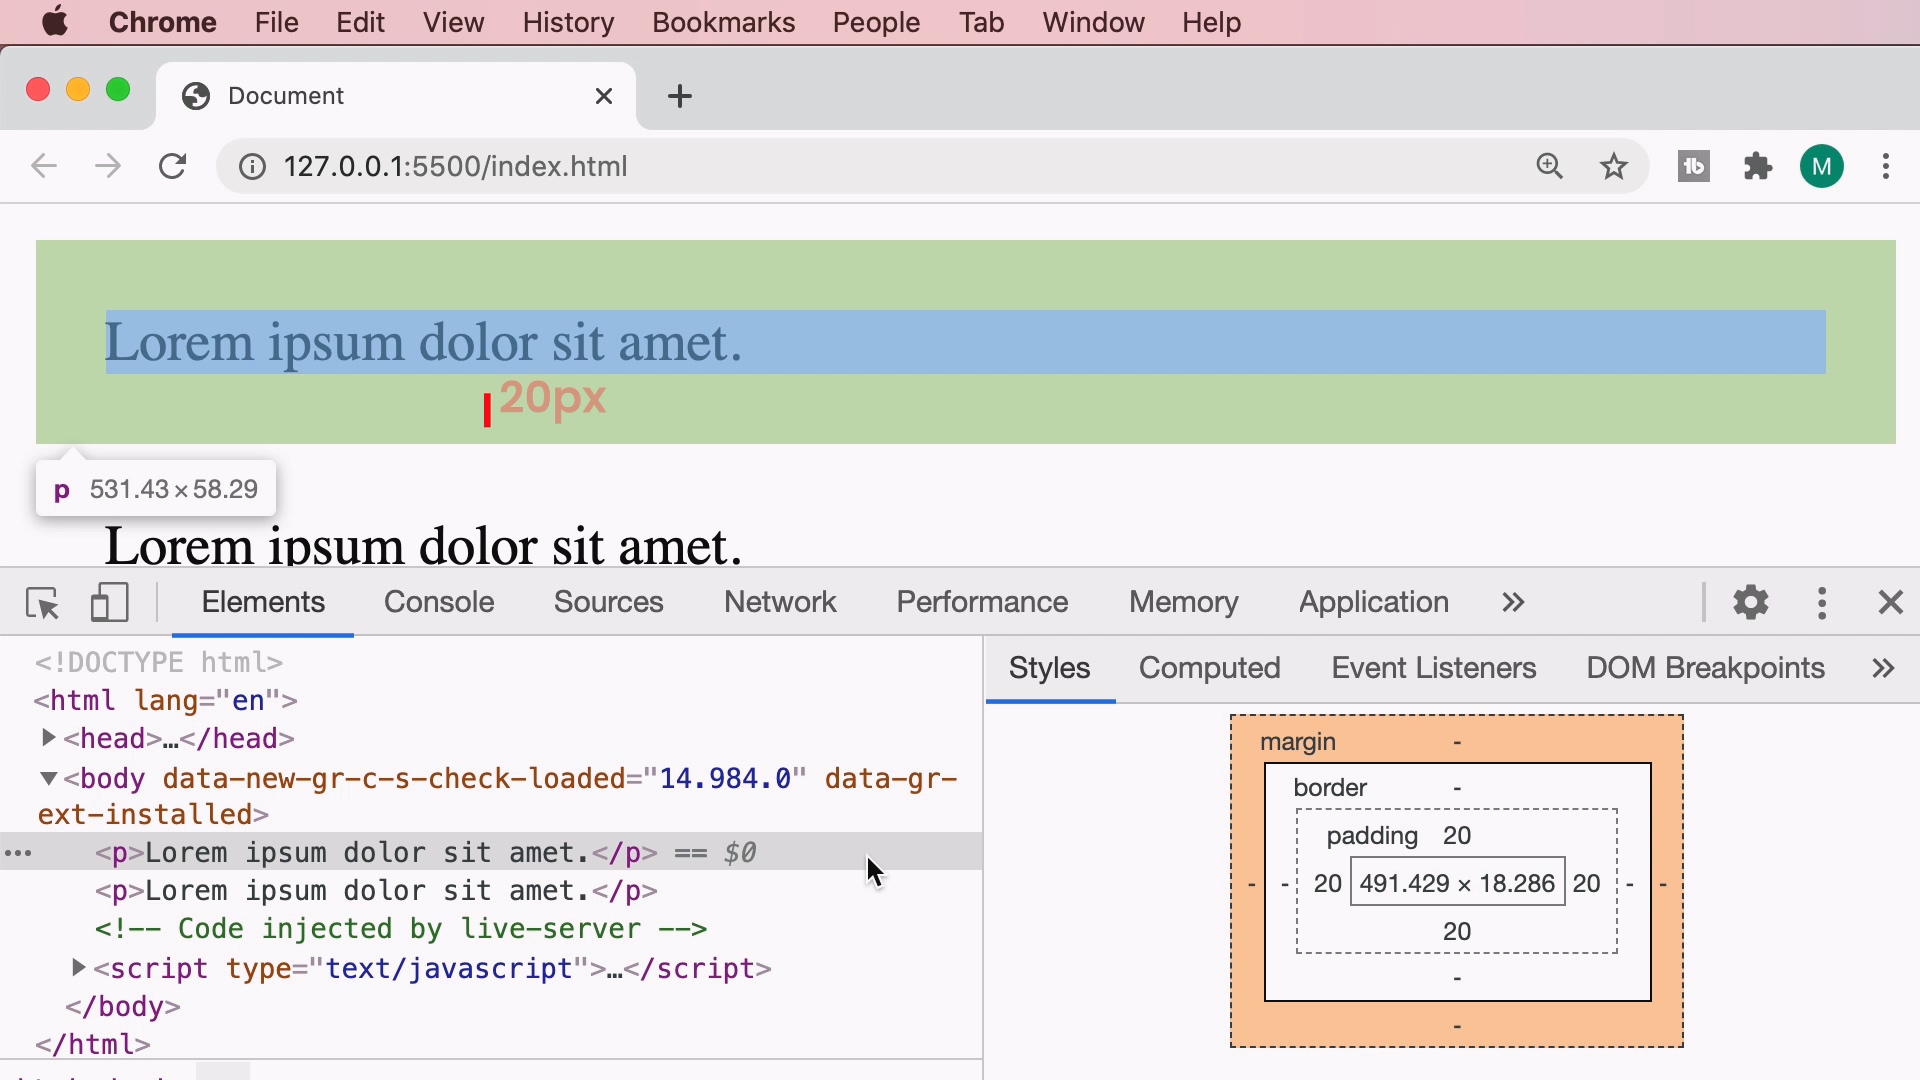 Chrome File Edit View History Bookmarks People Tab Window Help
Document
127.0.0.1:5500/index.html
M
Lorem ipsum dolor sit amet.
20px
p 531.43×58.29
Lorem ipsum dolor sit amet.
Elements Console Sources Network Performance Memory Application
<!DOCTYPE html>
<html lang="en">
<head>…</head>
<body data-new-gr-c-s-check-loaded="14.984.0" data-gr-
ext-installed>
<p>Lorem ipsum dolor sit amet.</p> == $0
<p>Lorem ipsum dolor sit amet.</p>
<!-- Code injected by live-server -->
<script type="text/javascript">…</script>
</body>
</html>
Styles Computed Event Listeners DOM Breakpoints
margin -
border -
padding 20
- - 20 491.429 × 18.286 20 - -
20
-
-